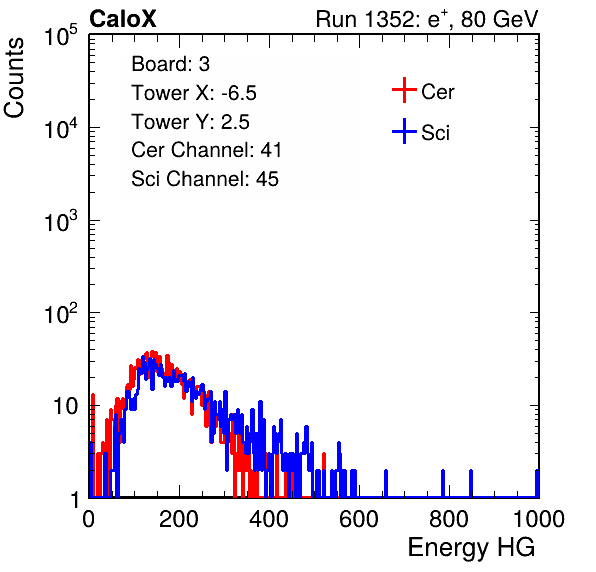 CaloX Run 1352: e⁺, 80 GeV
Counts
10⁵
10⁴
10³
10²
10
1
Board: 3
Tower X: -6.5
Tower Y: 2.5
Cer Channel: 41
Sci Channel: 45
Cer
Sci
0 200 400 600 800 1000
Energy HG